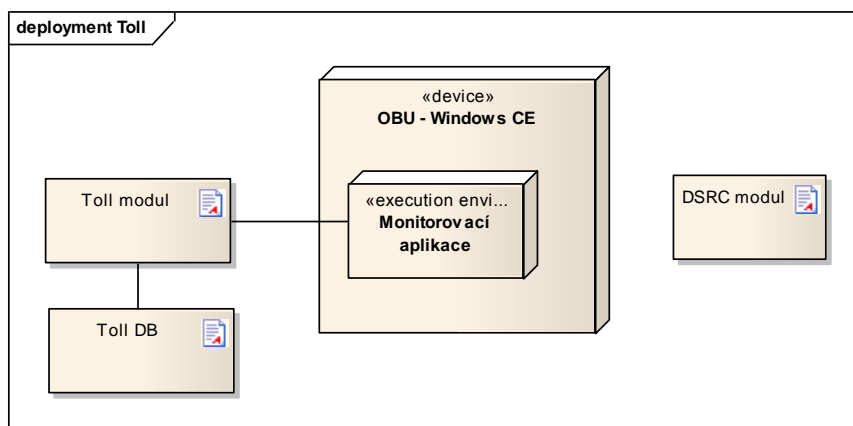 deployment Toll
«device»
OBU - Windows CE
Toll modul
«execution envi...
Monitorovací
aplikace
DSRC modul
Toll DB